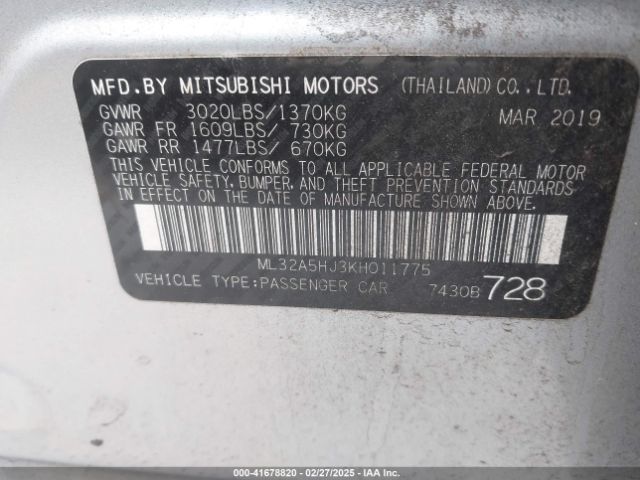 MFD.BY MITSUBISHI MOTORS (THAILAND)CO.,LTD.
GVWR 3020LBS/1370KG MAR 2019
GAWR FR 1609LBS/ 730KG
GAWR RR 1477LBS/ 670KG
THIS VEHICLE CONFORMS TO ALL APPLICABLE FEDERAL MOTOR
VEHICLE SAFETY, BUMPER, AND THEFT PREVENTION STANDARDS
IN EFFECT ON THE DATE OF MANUFACTURE SHOWN ABOVE.
ML32A5HJ3KH011775
VEHICLE TYPE:PASSENGER CAR 7430B 728
000-41678820 - 02/27/2025 - IAA Inc.